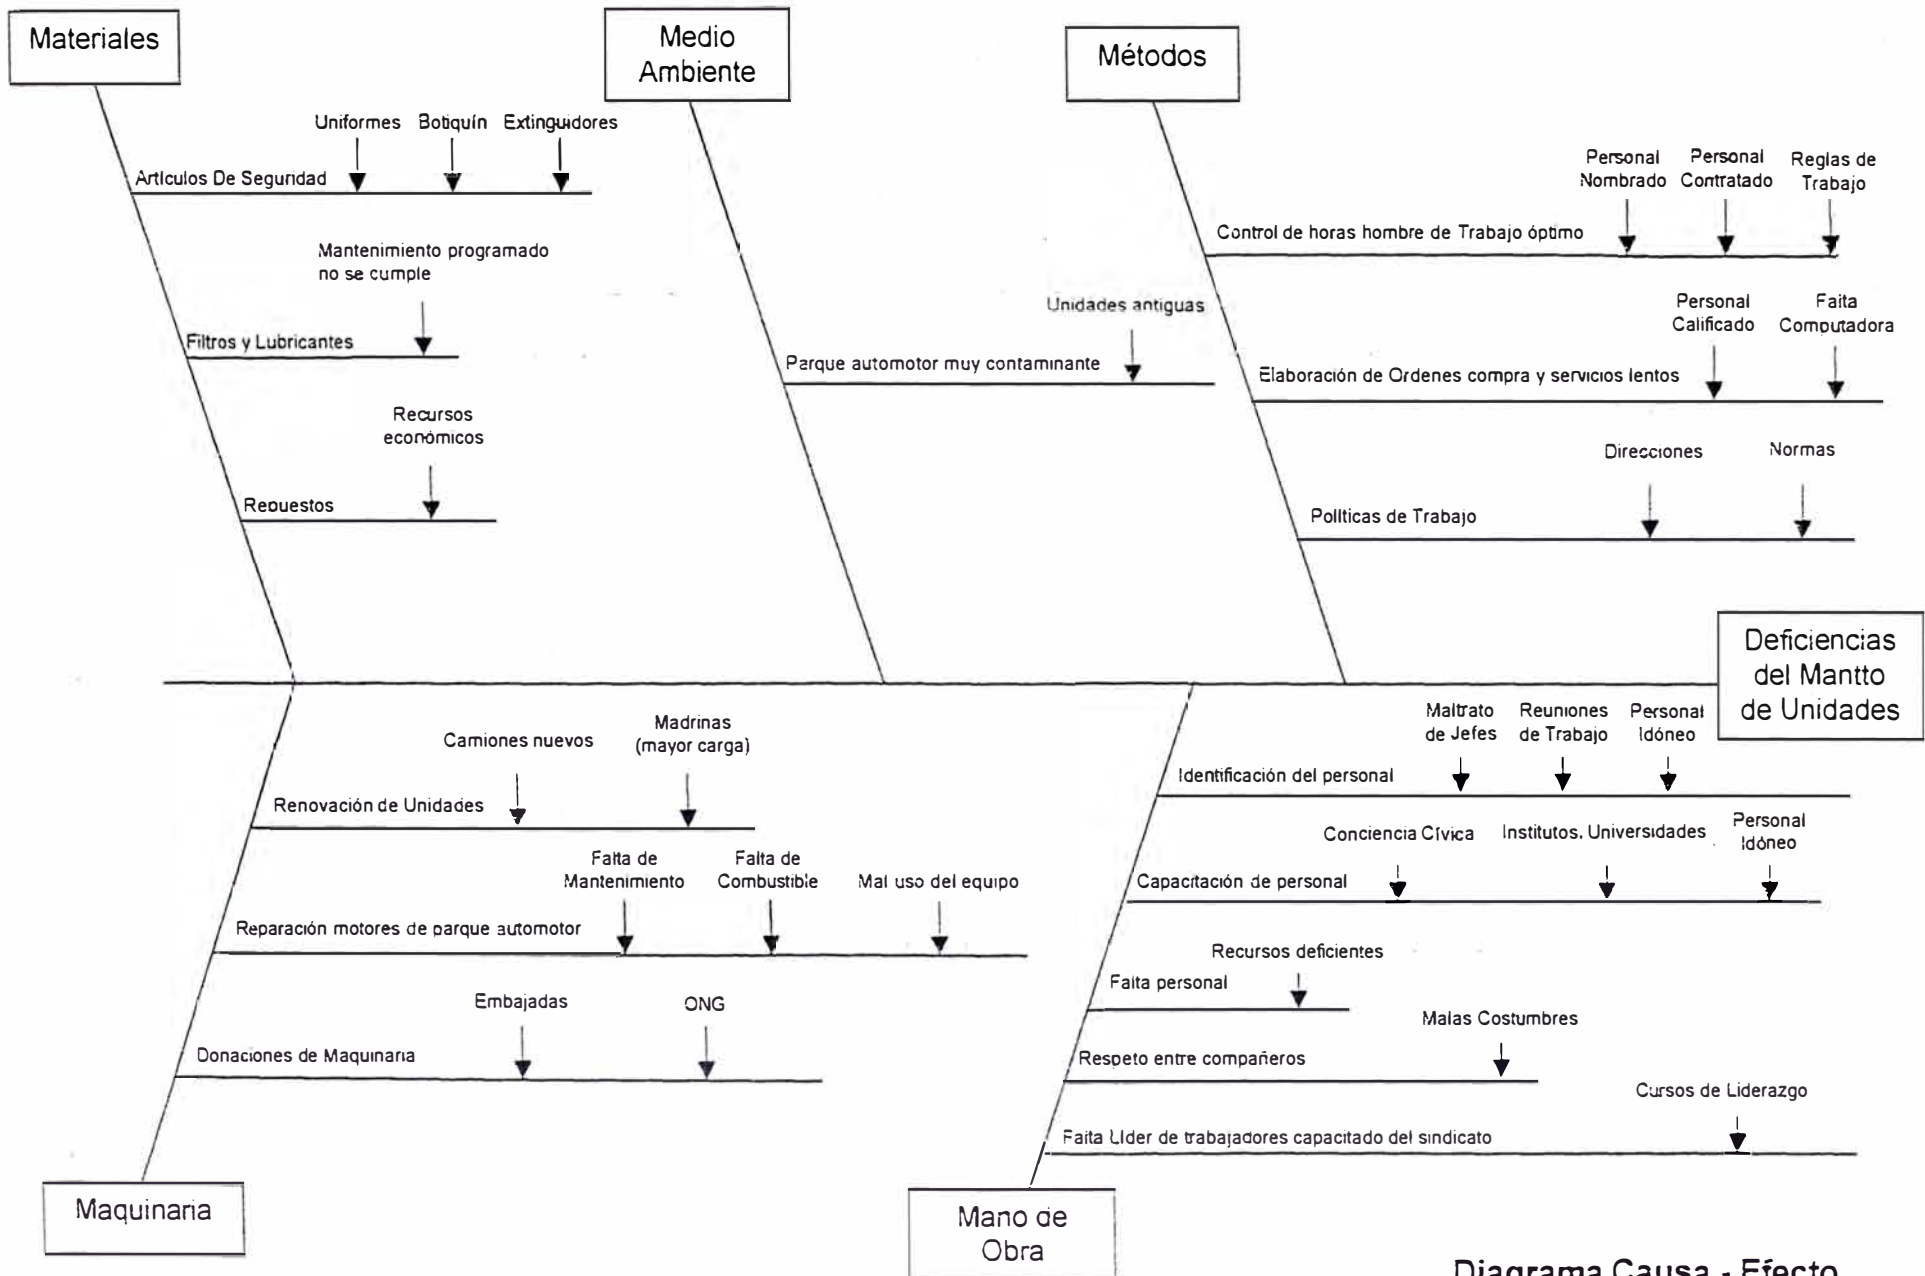 Materiales
Medio
Ambiente
Métodos
Uniformes Botiquín Extinguidores
Artículos De Seguridad
Mantenimiento programado
no se cumple
Filtros y Lubricantes
Recursos
económicos
Repuestos
Unidades antiguas
Parque automotor muy contaminante
Personal
Nombrado
Personal
Contratado
Reglas de
Trabajo
Control de horas hombre de Trabajo óptimo
Personal
Calificado
Falta
Computadora
Elaboración de Ordenes compra y servicios lentos
Direcciones Normas
Políticas de Trabajo
Deficiencias
del Mantto
de Unidades
Camiones nuevos
Madrinas
(mayor carga)
Renovación de Unidades
Falta de
Mantenimiento
Falta de
Combustible
Mal uso del equipo
Reparación motores de parque automotor
Embajadas ONG
Donaciones de Maquinaria
Maquinaria
Maltrato
de Jefes
Reuniones
de Trabajo
Personal
Idóneo
Identificación del personal
Conciencia Cívica Institutos. Universidades
Personal
Idóneo
Capacitación de personal
Recursos deficientes
Falta personal
Malas Costumbres
Respeto entre compañeros
Cursos de Liderazgo
Falta Líder de trabajadores capacitado del sindicato
Mano de
Obra
Diagrama Causa - Efecto